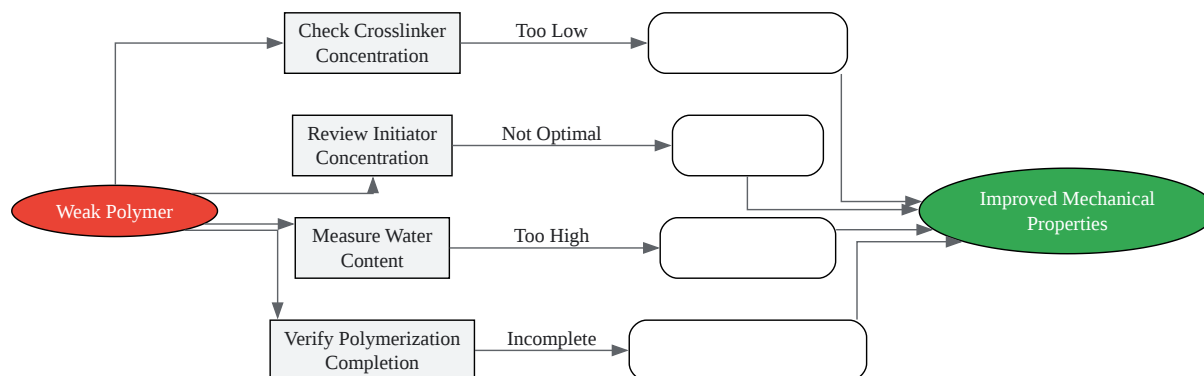 Check Crosslinker
Concentration
Too Low
Review Initiator
Concentration
Not Optimal
Weak Polymer
Improved Mechanical
Properties
Measure Water
Content
Too High
Verify Polymerization
Completion
Incomplete